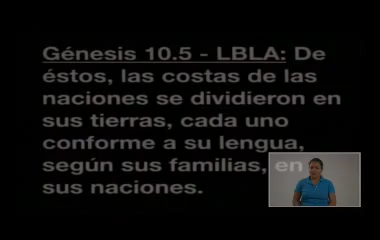 Génesis 10.5 - LBLA: De
éstos, las costas de las
naciones se dividieron en
sus tierras, cada uno
conforme a su lengua,
según sus familias, en
sus naciones.